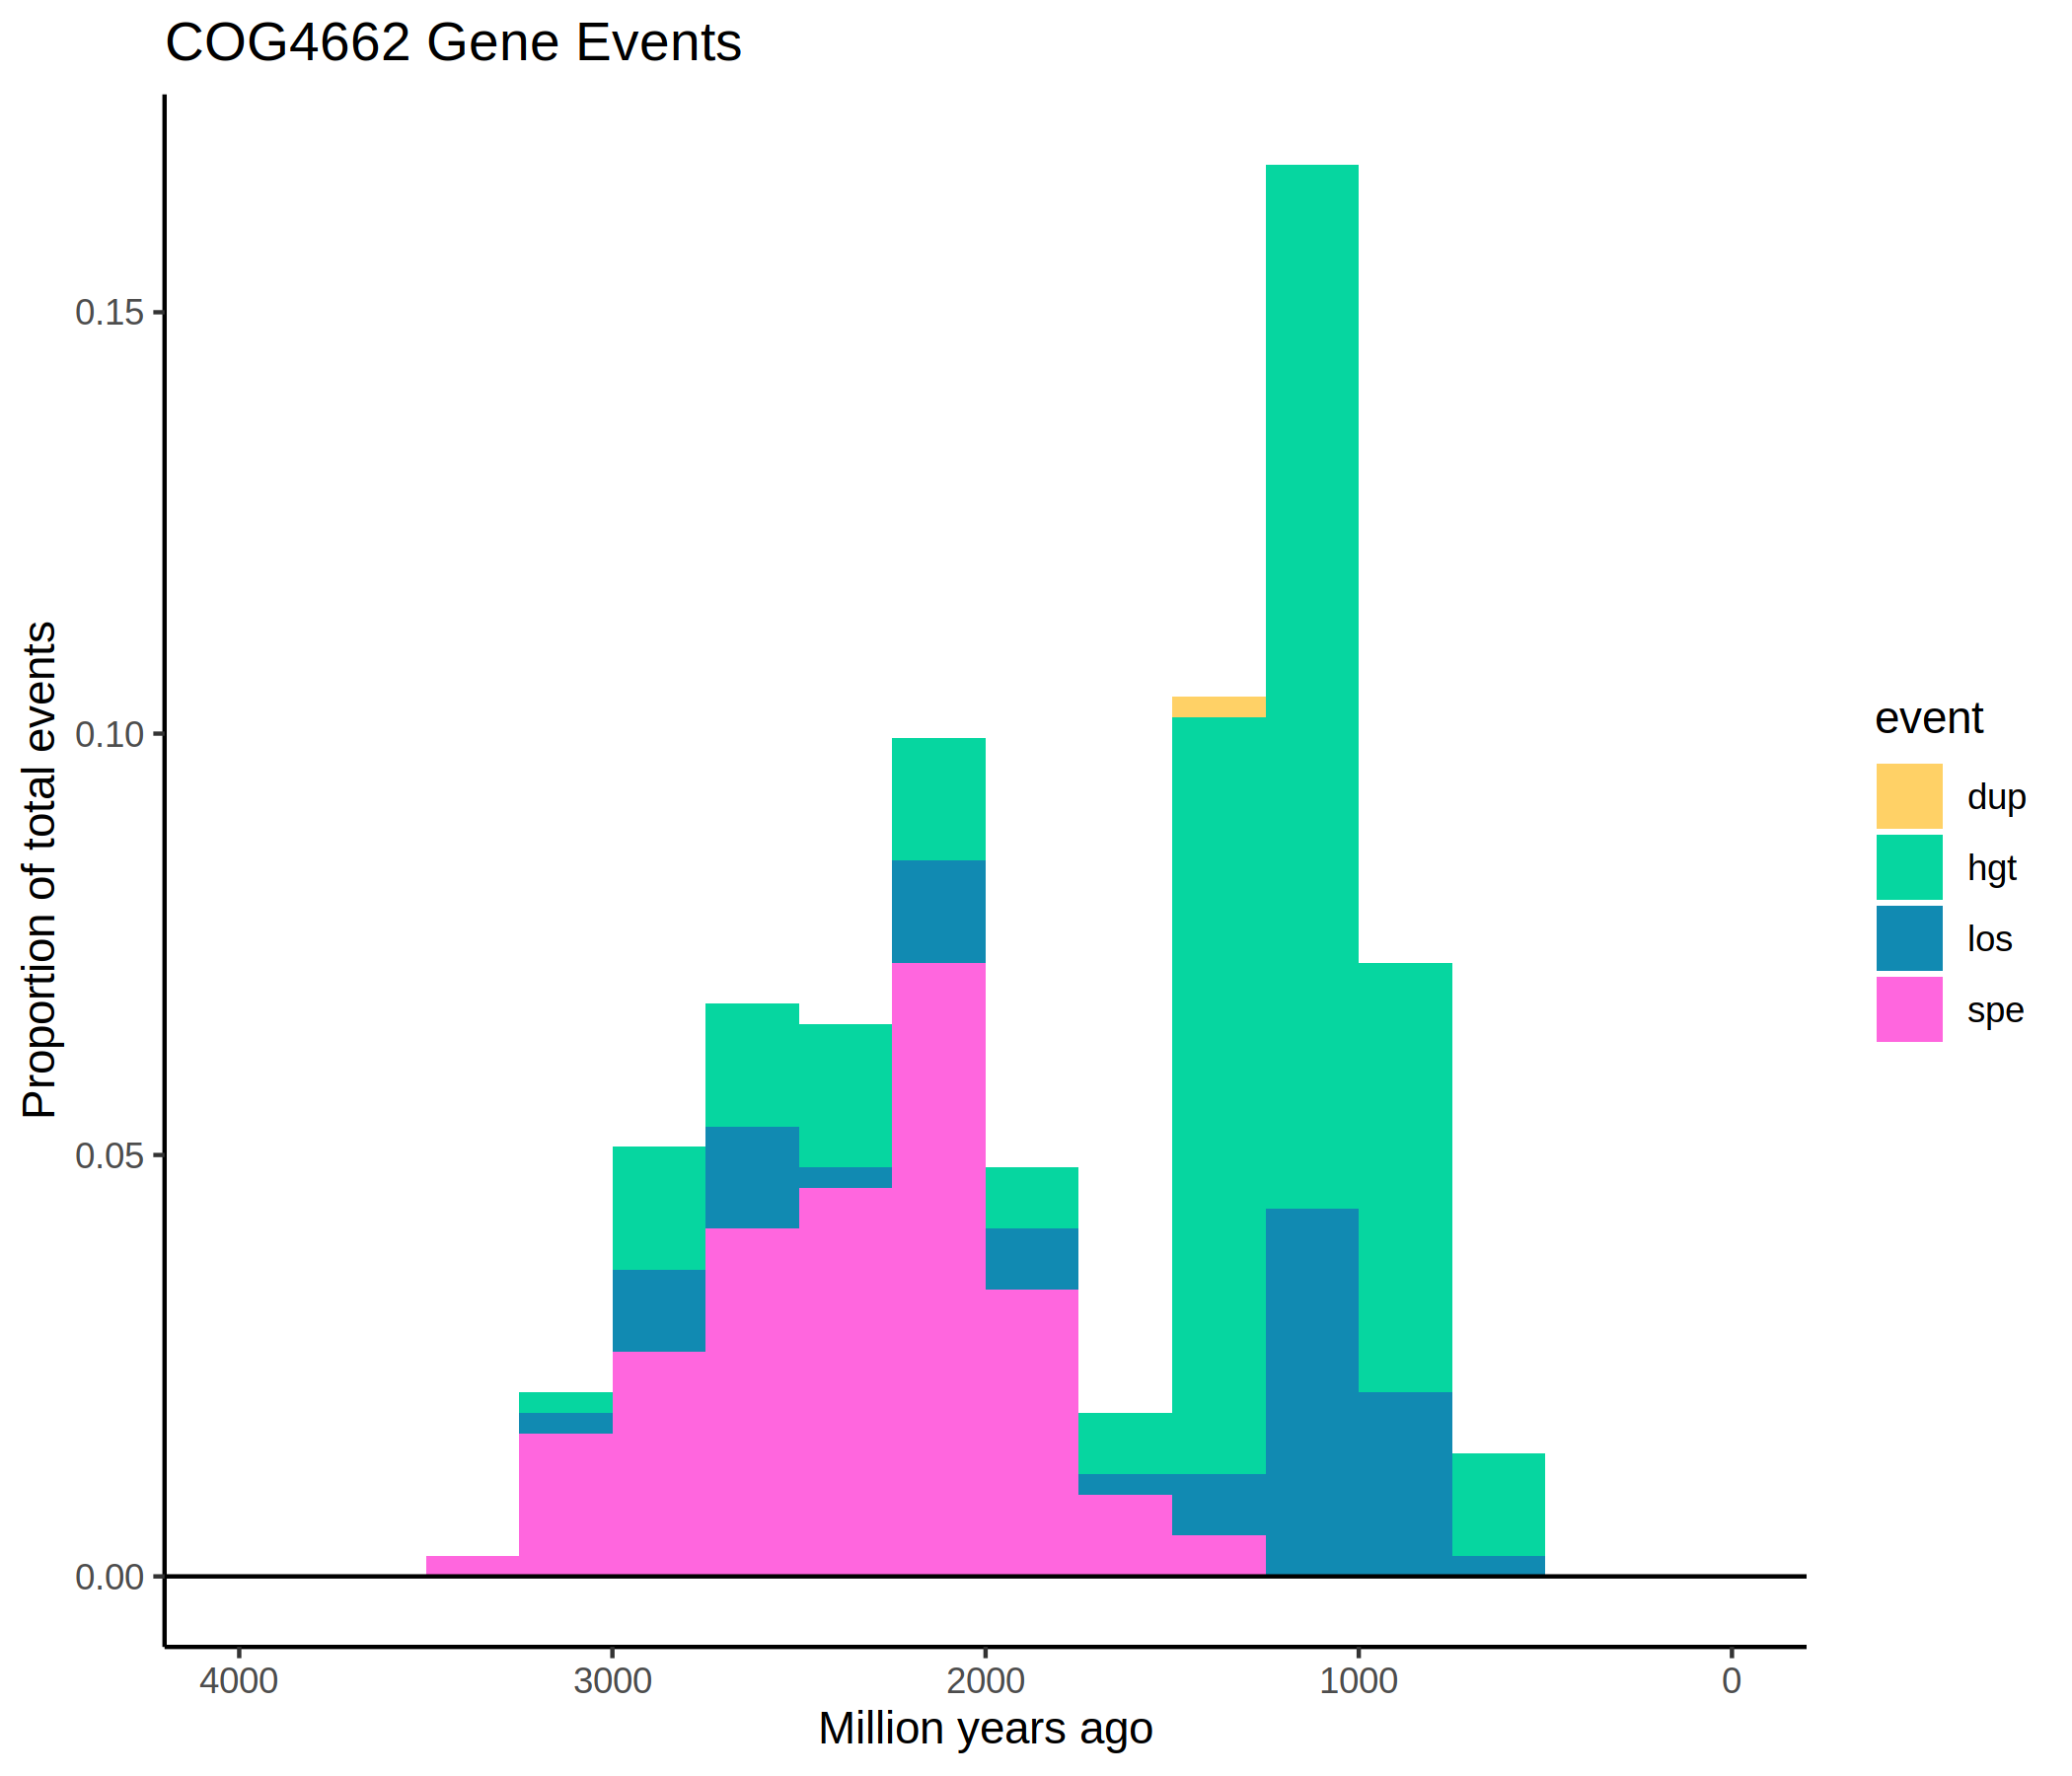 COG4662 Gene Events
Proportion of total events
0.15
0.10
0.05
0.00
4000 3000 2000 1000 0
Million years ago
event
dup
hgt
los
spe